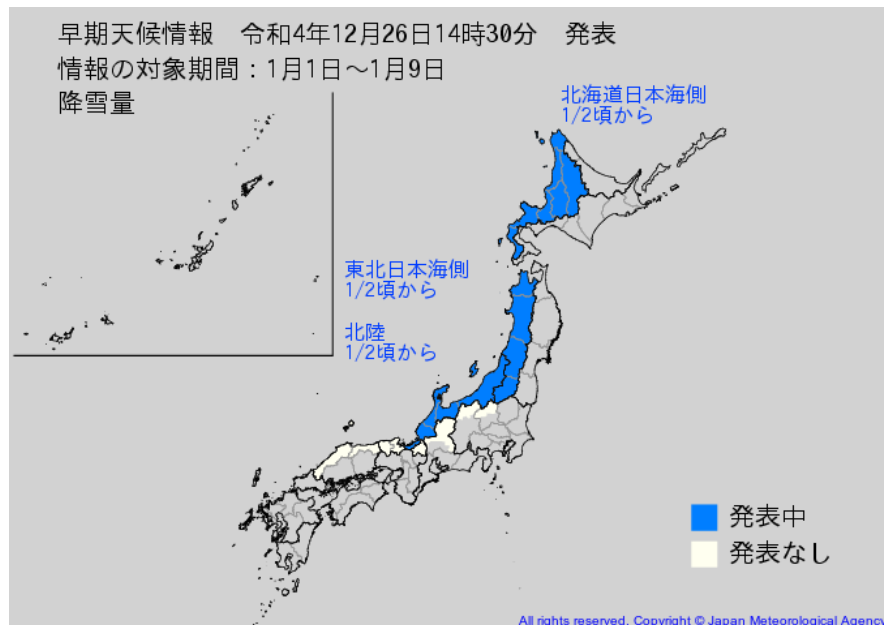 早期天候情報　令和4年12月26日14時30分　発表
情報の対象期間：1月1日～1月9日
降雪量
北海道日本海側
1/2頃から
東北日本海側
1/2頃から
北陸
1/2頃から
発表中
発表なし
All rights reserved. Copyright © Japan Meteorological Agency